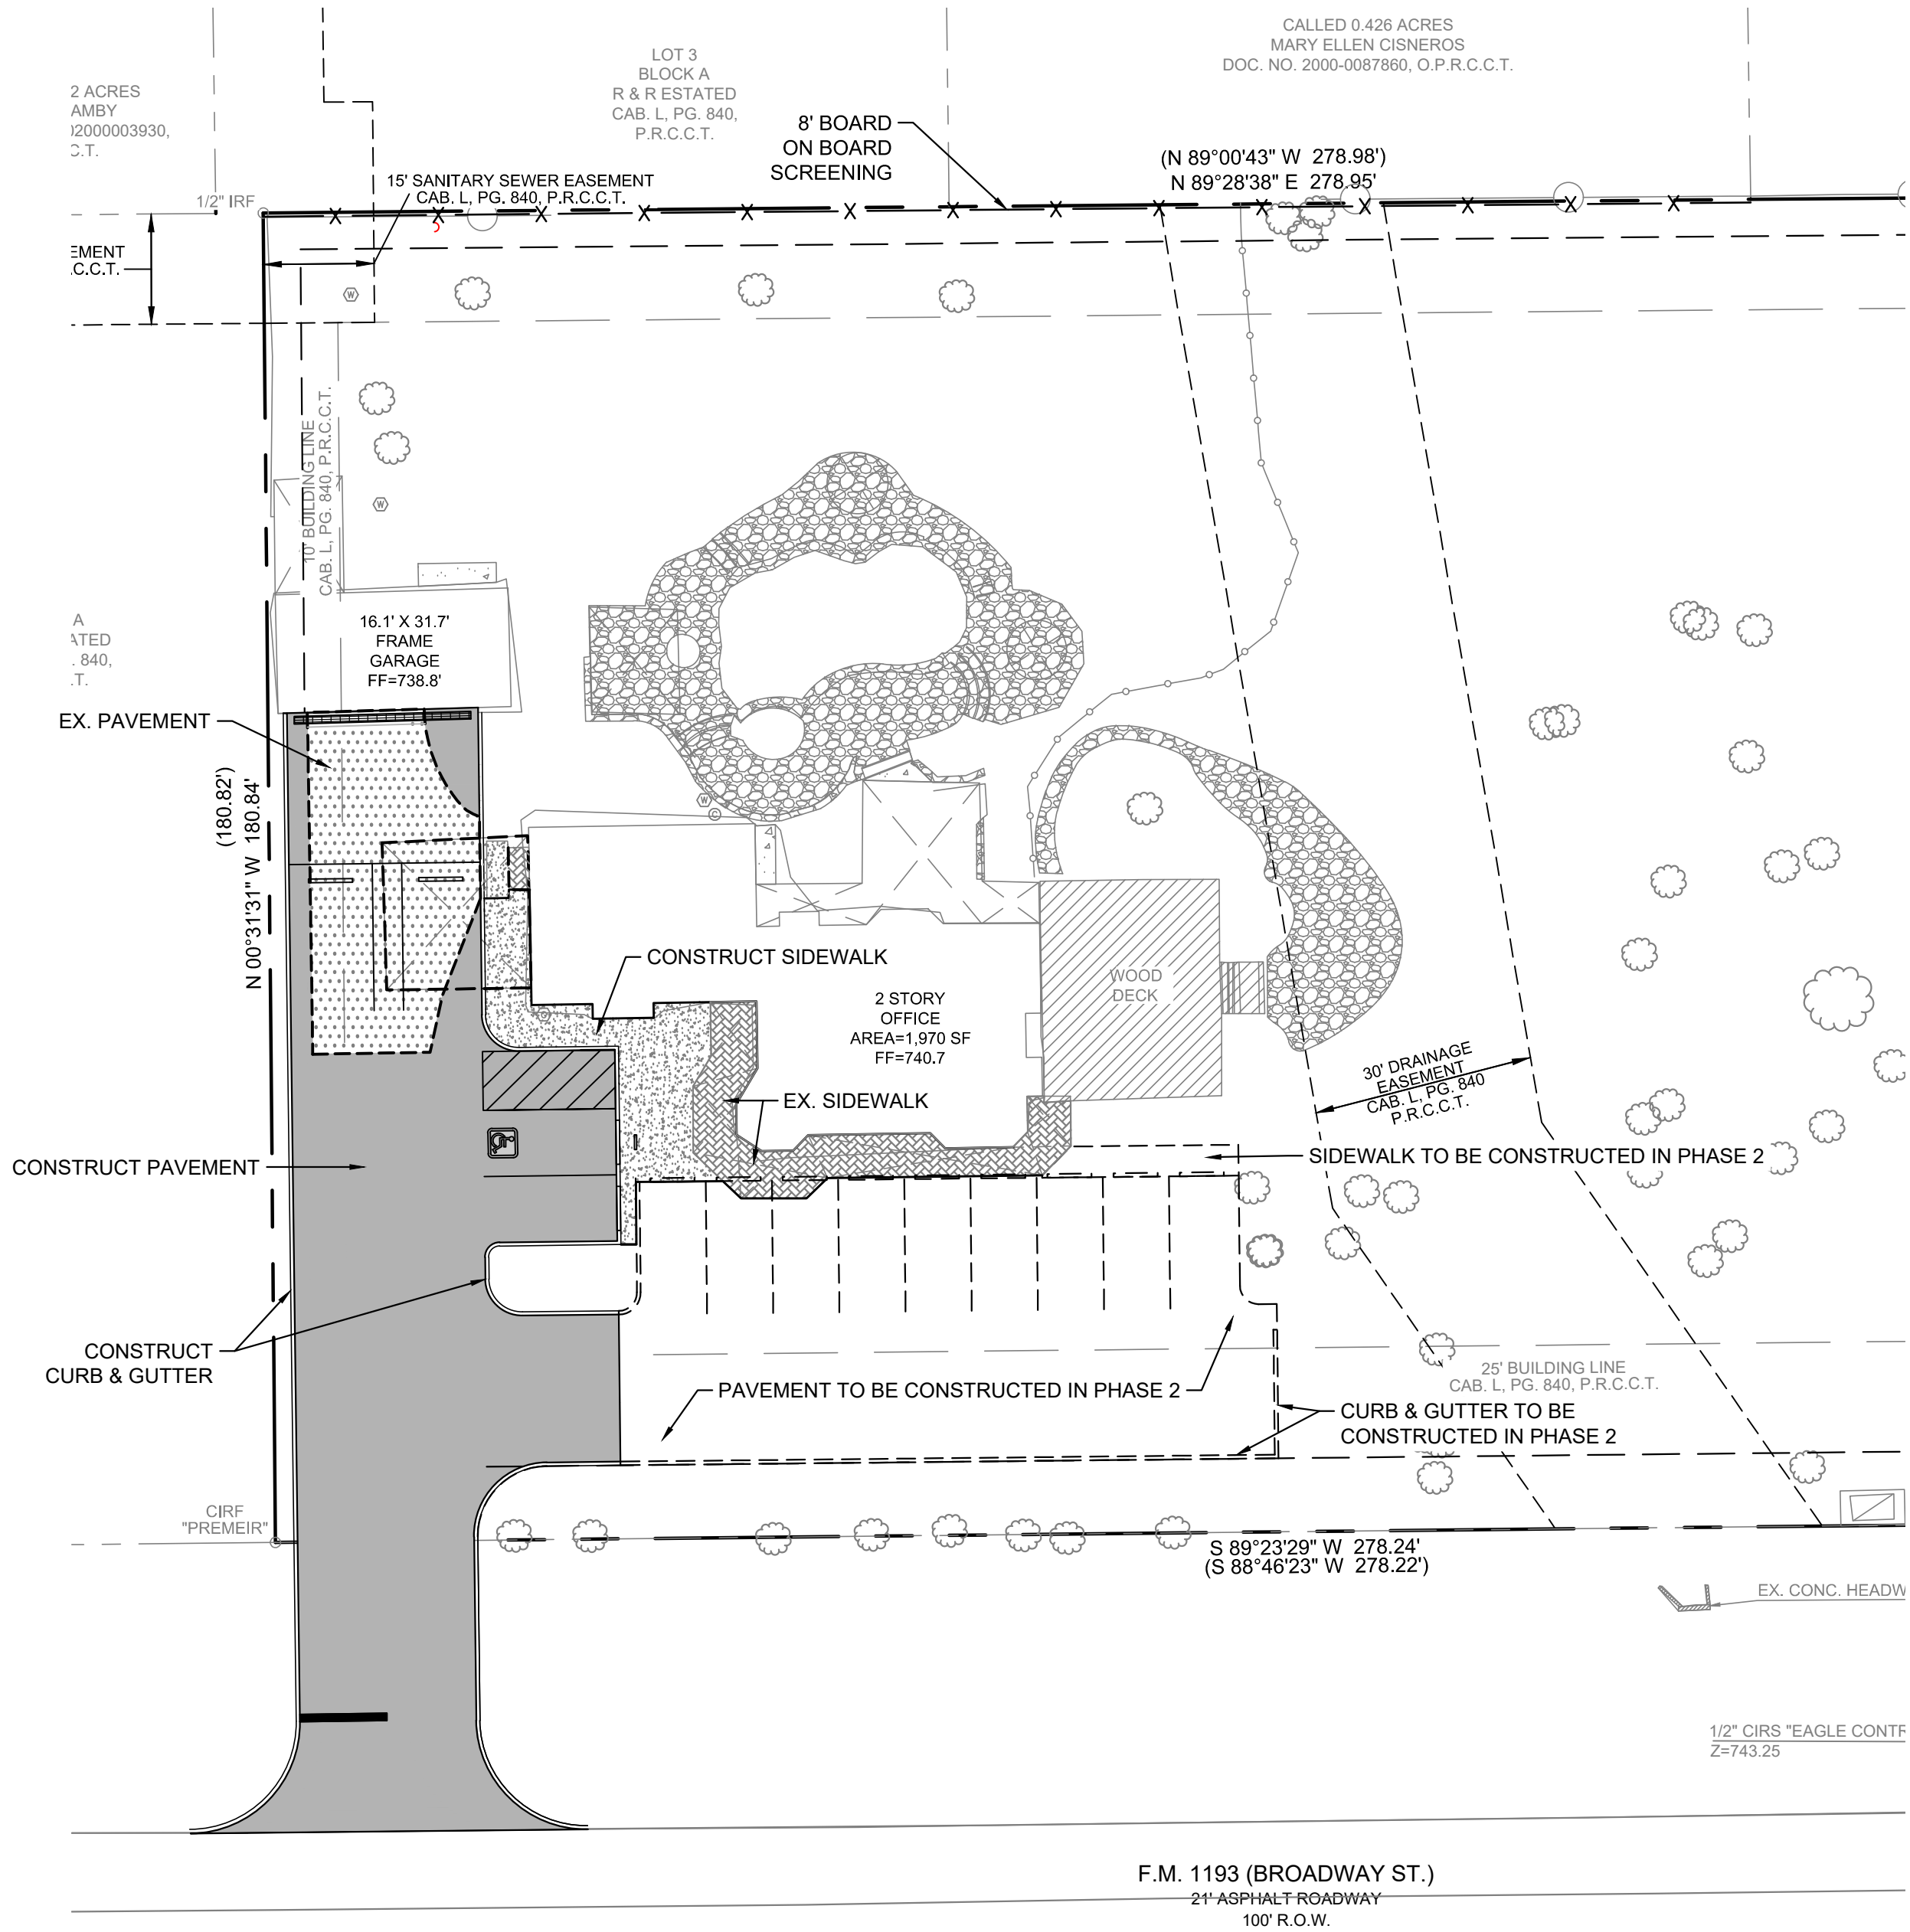 CALLED 0.426 ACRES
MARY ELLEN CISNEROS
DOC. NO. 2000-0087860, O.P.R.C.C.T.
LOT 3
BLOCK A
R & R ESTATED
CAB. L, PG. 840,
P.R.C.C.T.
2 ACRES
AMBY
02000003930,
C.T.
8' BOARD
ON BOARD
SCREENING
(N 89°00'43" W 278.98')
N 89°28'38" E 278.95'
15' SANITARY SEWER EASEMENT
CAB. L, PG. 840, P.R.C.C.T.
1/2" IRF
EMENT
.C.C.T.
W
10' BUILDING LINE
CAB. L, PG. 840, P.R.C.C.T.
W
16.1' X 31.7'
FRAME
GARAGE
FF=738.8'
A
ATED
. 840,
.T.
EX. PAVEMENT
(180.82')
N 00°31'31" W 180.84'
W
C
CONSTRUCT SIDEWALK
WOOD
DECK
2 STORY
OFFICE
AREA=1,970 SF
FF=740.7
30' DRAINAGE
EASEMENT
CAB. L, PG. 840
P.R.C.C.T.
EX. SIDEWALK
CONSTRUCT PAVEMENT
SIDEWALK TO BE CONSTRUCTED IN PHASE 2
CONSTRUCT
CURB & GUTTER
25' BUILDING LINE
CAB. L, PG. 840, P.R.C.C.T.
PAVEMENT TO BE CONSTRUCTED IN PHASE 2
CURB & GUTTER TO BE
CONSTRUCTED IN PHASE 2
CIRF
"PREMEIR"
S 89°23'29" W 278.24'
(S 88°46'23" W 278.22')
EX. CONC. HEADW
1/2" CIRS "EAGLE CONTR
Z=743.25
F.M. 1193 (BROADWAY ST.)
21' ASPHALT ROADWAY
100' R.O.W.